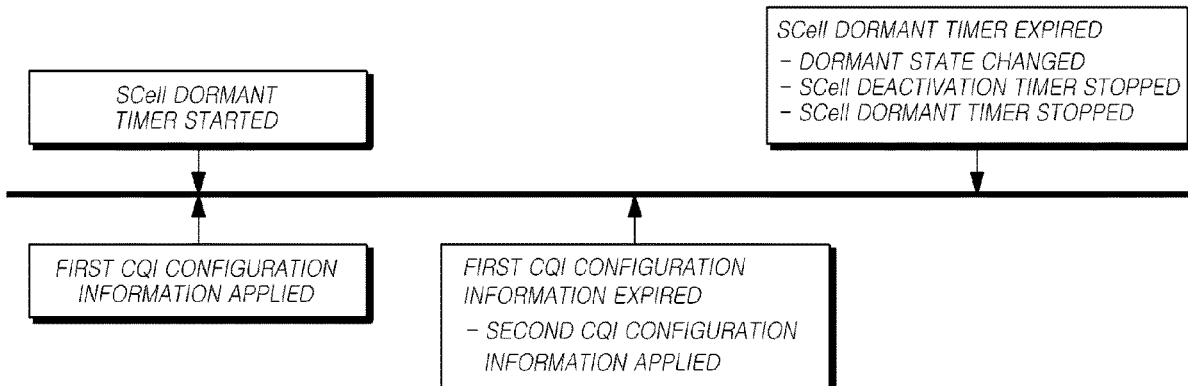 SCell DORMANT
TIMER STARTED
SCell DORMANT TIMER EXPIRED
- DORMANT STATE CHANGED
- SCell DEACTIVATION TIMER STOPPED
- SCell DORMANT TIMER STOPPED
FIRST CQI CONFIGURATION
INFORMATION APPLIED
FIRST CQI CONFIGURATION
INFORMATION EXPIRED
- SECOND CQI CONFIGURATION
INFORMATION APPLIED